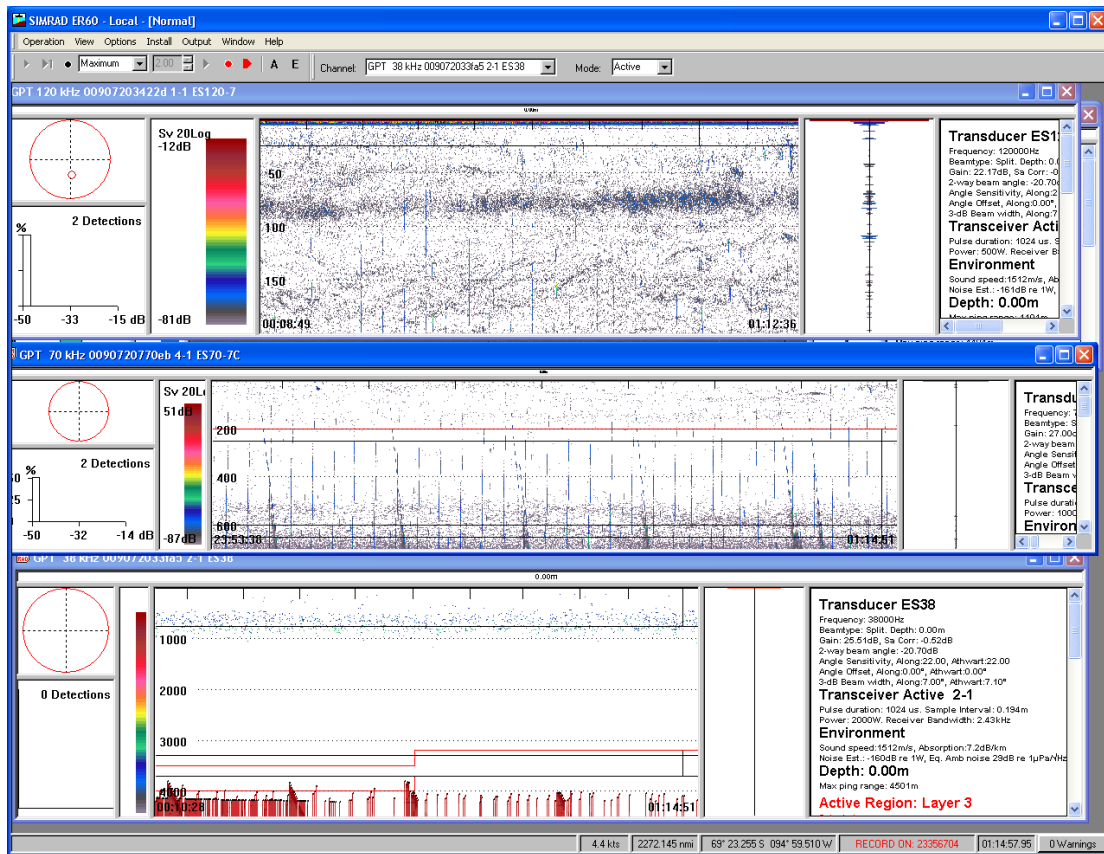 SIMRAD ER60 - Local - [Normal]
Operation View Options Install Output Window Help
Maximum 2.00 A E Channel: GPT 38 kHz 009072033fa5 2-1 ES38 Mode: Active
GPT 120 kHz 00907203422d 1-1 ES120-7
Sv 20Log
-12dB
-81dB
2 Detections
%
-50 -33 -15 dB
50
100
150
00:08:49 01:12:36
Transducer ES1
Frequency: 120000Hz
Beamtype: Split. Depth: 0.0
Gain: 22.17dB, Sa Corr: -0
2-way beam angle: -20.70
Angle Sensitivity, Along:2
Angle Offset, Along:0.00°,
3-dB Beam width, Along:7
Transceiver Acti
Pulse duration: 1024 us. S
Power: 500W. Receiver B
Environment
Sound speed:1512m/s, Ab
Noise Est.: -161dB re 1W,
Depth: 0.00m
GPT 70 kHz 0090720770eb 4-1 ES70-7C
Sv 20L
51dB
-87dB
2 Detections
%
50
25
0
-50 -32 -14 dB
200
400
600
23:53:38 01:14:51
Transdu
Frequency: 7
Beamtype: S
Gain: 27.00
2-way beam
Angle Sensit
Angle Offset
3-dB Beam
Transce
Pulse durati
Power: 1000
Environ
GPT 38 kHz 009072033fa5 2-1 ES38
0.00m
0 Detections
1000
2000
3000
00:10:28 01:14:51
Transducer ES38
Frequency: 38000Hz
Beamtype: Split. Depth: 0.00m
Gain: 25.51dB, Sa Corr: -0.52dB
2-way beam angle: -20.70dB
Angle Sensitivity, Along:22.00, Athwart:22.00
Angle Offset, Along:0.00°, Athwart:0.00°
3-dB Beam width, Along:7.00°, Athwart:7.10°
Transceiver Active 2-1
Pulse duration: 1024 us. Sample Interval: 0.194m
Power: 2000W. Receiver Bandwidth: 2.43kHz
Environment
Sound speed:1512m/s, Absorption:7.2dB/km
Noise Est.: -160dB re 1W, Eq. Amb noise 29dB re 1µPa/√Hz
Depth: 0.00m
Max ping range: 4501m
Active Region: Layer 3
4.4 kts 2272.145 nmi 69° 23.255 S 094° 59.510 W RECORD ON: 23356704 01:14:57.95 0 Warnings